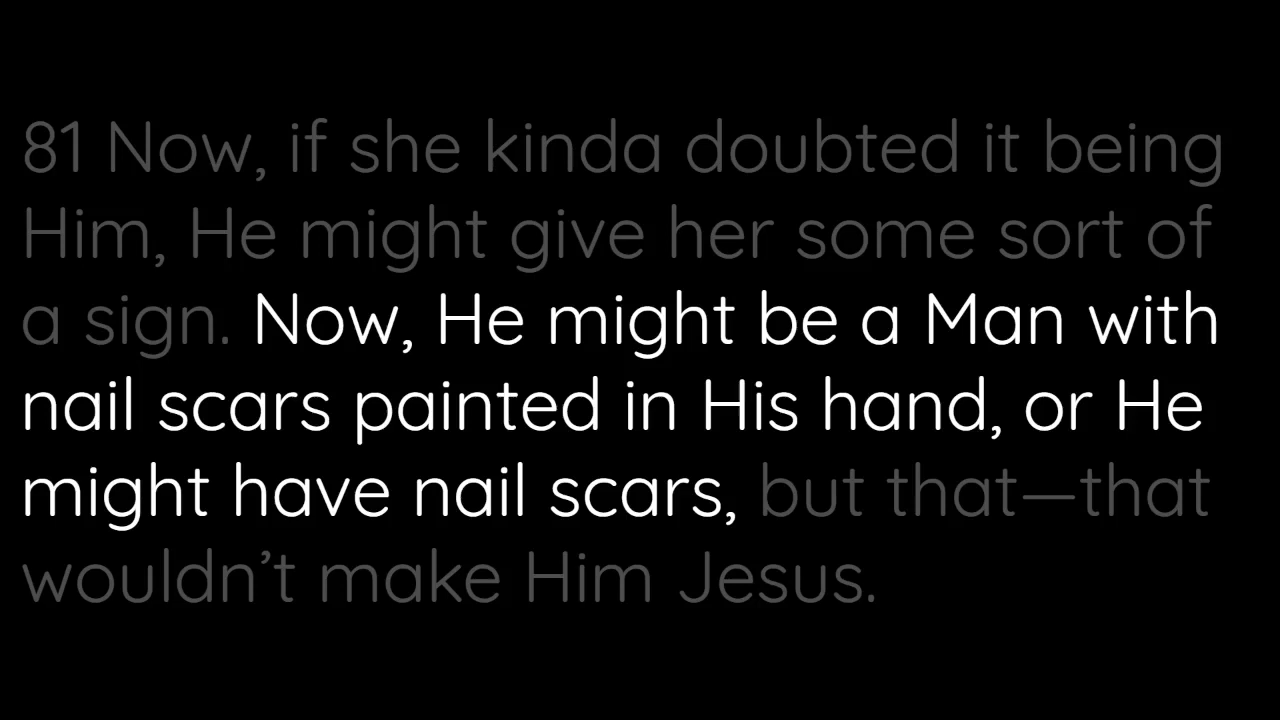 81 Now, if she kinda doubted it being
Him, He might give her some sort of
a sign. Now, He might be a Man with
nail scars painted in His hand, or He
might have nail scars, but that—that
wouldn’t make Him Jesus.